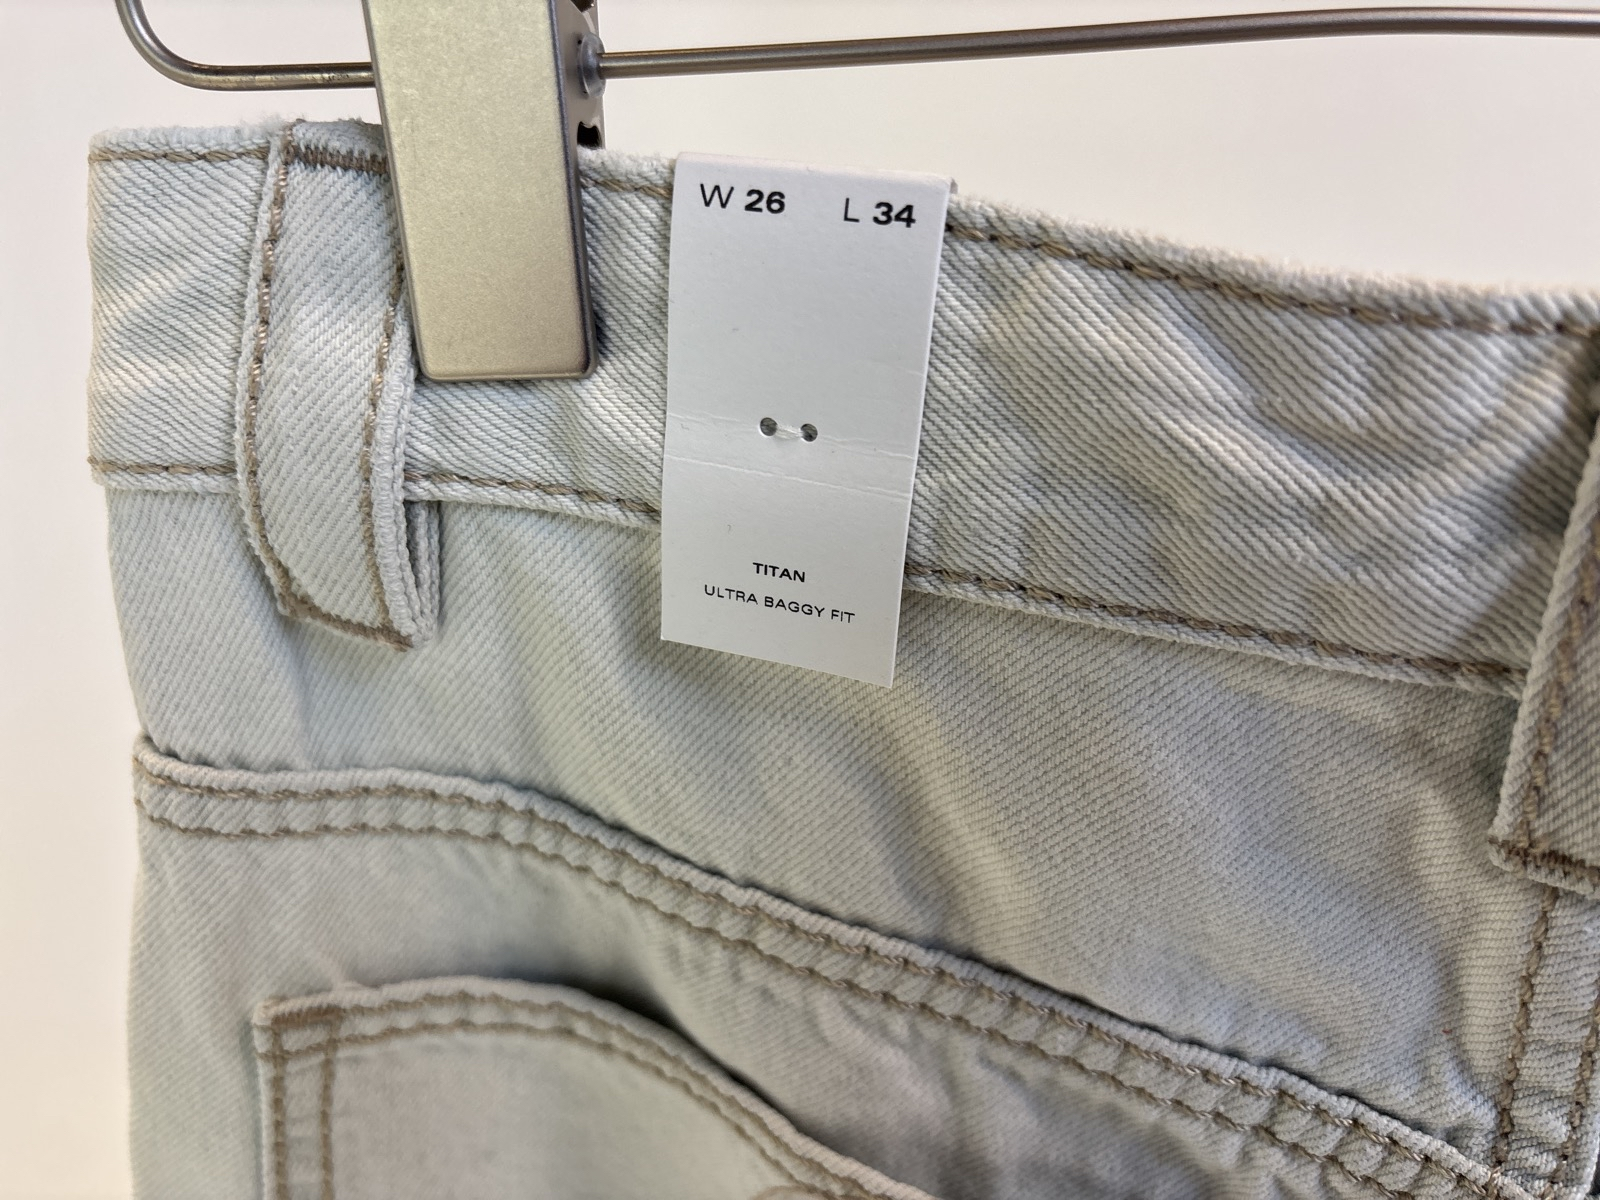 W 26 L 34
TITAN
ULTRA BAGGY FIT